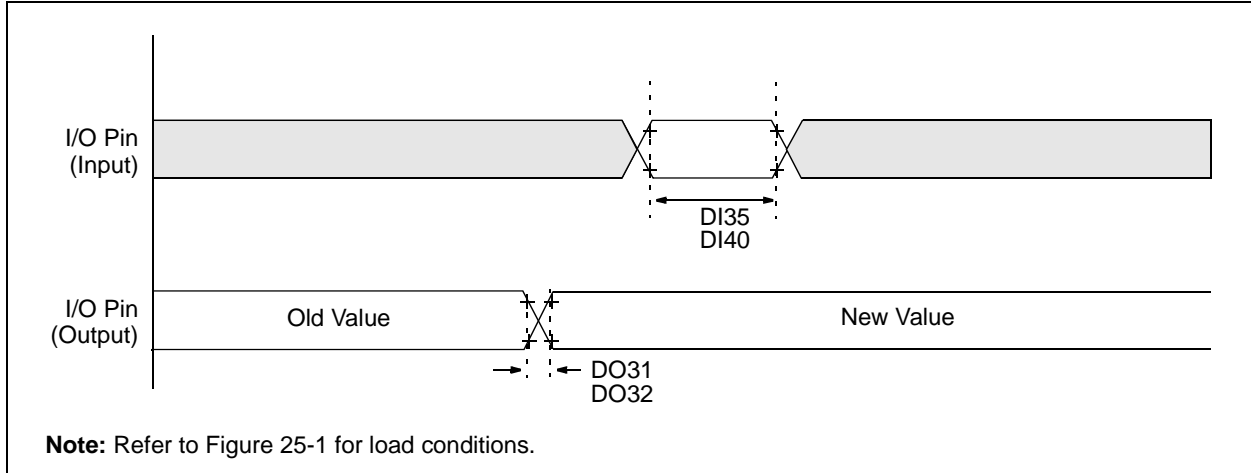 I/O Pin
(Input)
DI35
DI40
I/O Pin
(Output)
Old Value
New Value
DO31
DO32
Note: Refer to Figure 25-1 for load conditions.